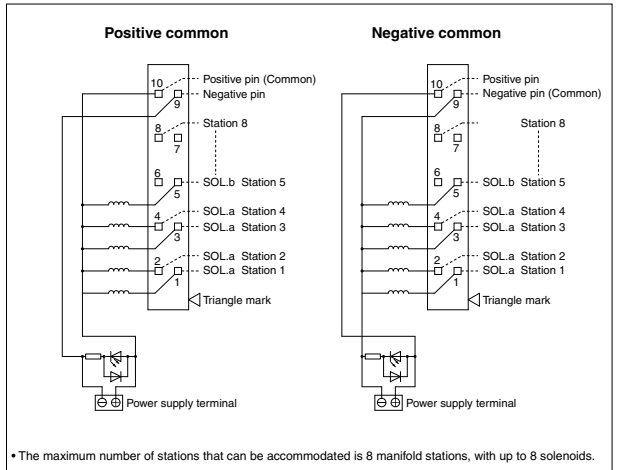 Positive common
10
Positive pin (Common)
9
Negative pin
8
Station 8
7
6
5
SOL.b Station 5
4
SOL.a Station 4
3
SOL.a Station 3
2
SOL.a Station 2
SOL.a Station 1
1
Triangle mark
⊖ ⊕ Power supply terminal
Negative common
10
Positive pin
9
Negative pin (Common)
8
Station 8
7
6
5
SOL.b Station 5
4
SOL.a Station 4
3
SOL.a Station 3
2
SOL.a Station 2
SOL.a Station 1
1
Triangle mark
⊖ ⊕ Power supply terminal
• The maximum number of stations that can be accommodated is 8 manifold stations, with up to 8 solenoids.